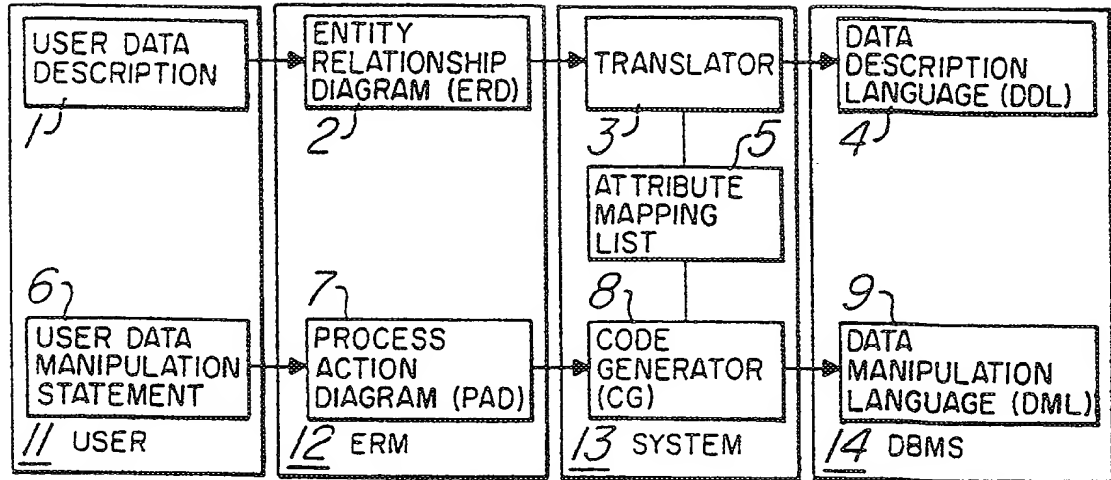 USER DATA
DESCRIPTION
1
ENTITY
RELATIONSHIP
DIAGRAM (ERD)
2
TRANSLATOR
3
DATA
DESCRIPTION
LANGUAGE (DDL)
4
5
ATTRIBUTE
MAPPING
LIST
6
USER DATA
MANIPULATION
STATEMENT
7
PROCESS
ACTION
DIAGRAM (PAD)
8
CODE
GENERATOR
(CG)
9
DATA
MANIPULATION
LANGUAGE (DML)
11 USER
12 ERM
13 SYSTEM
14 DBMS